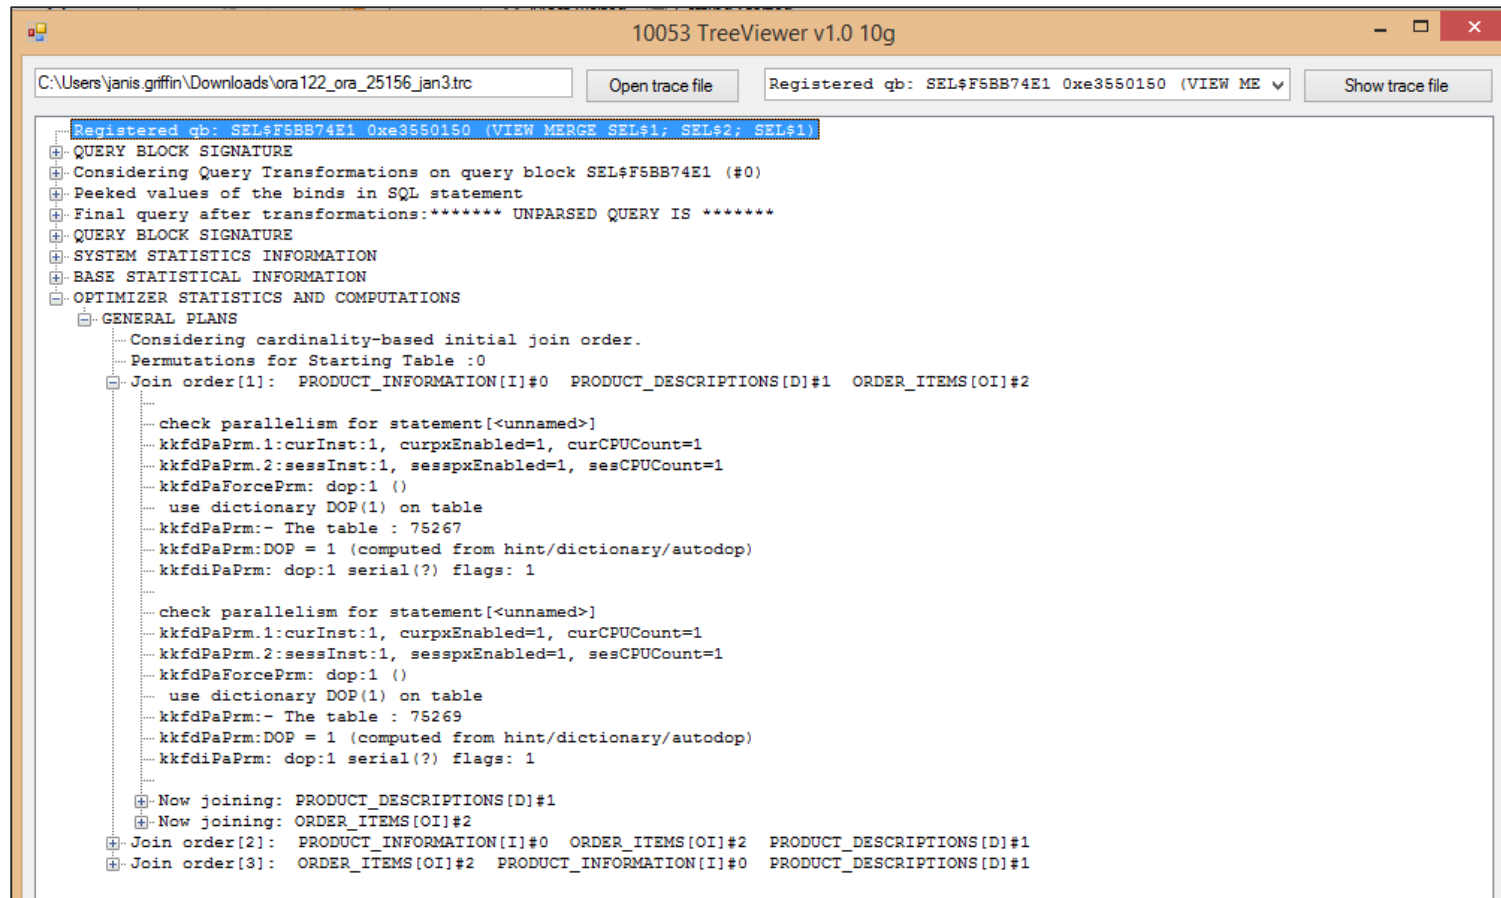 10053 TreeViewer v1.0 10g
C:\Users\janis.griffin\Downloads\ora122_ora_25156_jan3.trc
Open trace file
Registered qb: SEL$F5BB74E1 0xe3550150 (VIEW ME
Show trace file
Registered qb: SEL$F5BB74E1 0xe3550150 (VIEW MERGE SEL$1; SEL$2; SEL$1)
QUERY BLOCK SIGNATURE
Considering Query Transformations on query block SEL$F5BB74E1 (#0)
Peeked values of the binds in SQL statement
Final query after transformations:******* UNPARSED QUERY IS *******
QUERY BLOCK SIGNATURE
SYSTEM STATISTICS INFORMATION
BASE STATISTICAL INFORMATION
OPTIMIZER STATISTICS AND COMPUTATIONS
GENERAL PLANS
Considering cardinality-based initial join order.
Permutations for Starting Table :0
Join order[1]:  PRODUCT_INFORMATION[I]#0  PRODUCT_DESCRIPTIONS[D]#1  ORDER_ITEMS[OI]#2
check parallelism for statement[<unnamed>]
kkfdPaPrm.1:curInst:1, curpxEnabled=1, curCPUCount=1
kkfdPaPrm.2:sessInst:1, sesspxEnabled=1, sesCPUCount=1
kkfdPaForcePrm: dop:1 ()
use dictionary DOP(1) on table
kkfdPaPrm:- The table : 75267
kkfdPaPrm:DOP = 1 (computed from hint/dictionary/autodop)
kkfdiPaPrm: dop:1 serial(?) flags: 1
check parallelism for statement[<unnamed>]
kkfdPaPrm.1:curInst:1, curpxEnabled=1, curCPUCount=1
kkfdPaPrm.2:sessInst:1, sesspxEnabled=1, sesCPUCount=1
kkfdPaForcePrm: dop:1 ()
use dictionary DOP(1) on table
kkfdPaPrm:- The table : 75269
kkfdPaPrm:DOP = 1 (computed from hint/dictionary/autodop)
kkfdiPaPrm: dop:1 serial(?) flags: 1
Now joining: PRODUCT_DESCRIPTIONS[D]#1
Now joining: ORDER_ITEMS[OI]#2
Join order[2]:  PRODUCT_INFORMATION[I]#0  ORDER_ITEMS[OI]#2  PRODUCT_DESCRIPTIONS[D]#1
Join order[3]:  ORDER_ITEMS[OI]#2  PRODUCT_INFORMATION[I]#0  PRODUCT_DESCRIPTIONS[D]#1